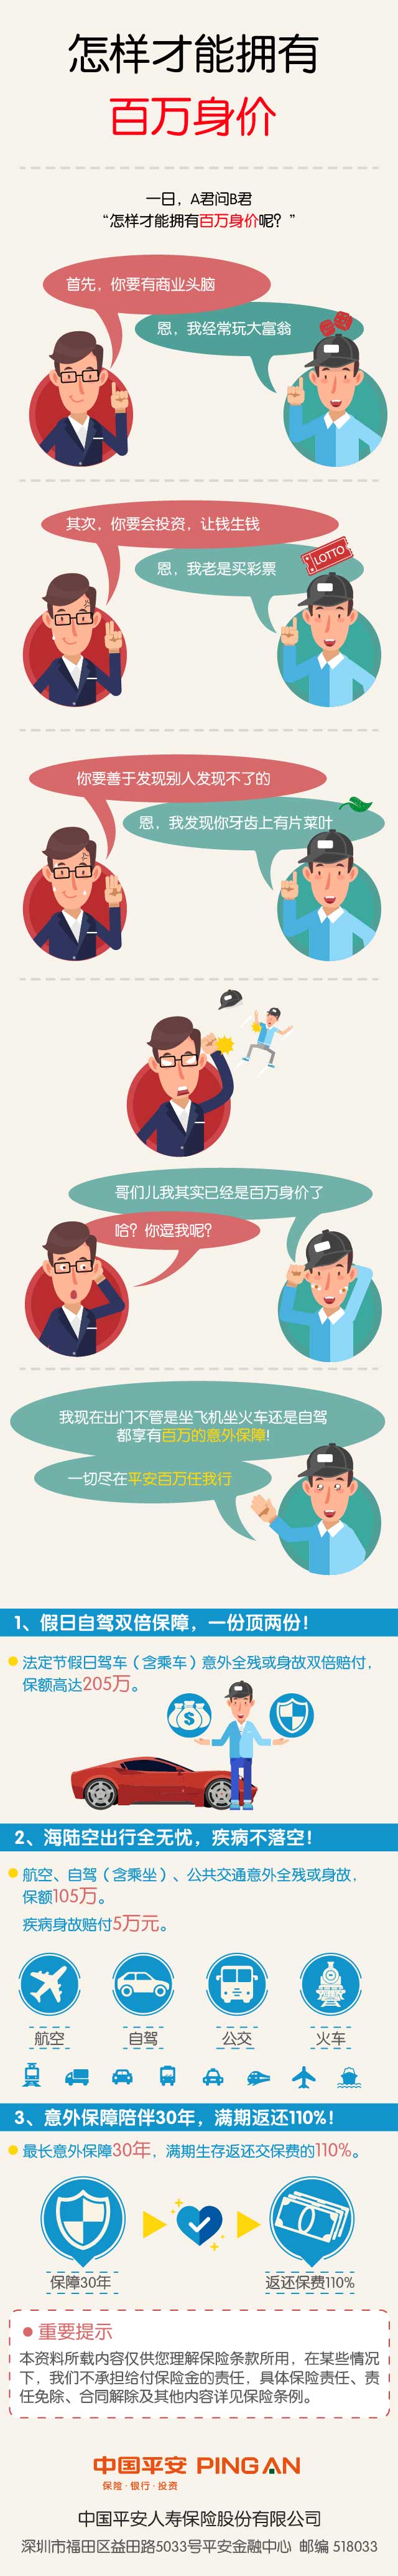 怎样才能拥有
百万身价
一日，A君问B君
“怎样才能拥有百万身价呢？”
首先，你要有商业头脑
恩，我经常玩大富翁
其次，你要会投资，让钱生钱
LOTTO
恩，我老是买彩票
你要善于发现别人发现不了的
恩，我发现你牙齿上有片菜叶
哥们儿我其实已经是百万身价了
哈？你逗我呢？
我现在出门不管是坐飞机坐火车还是自驾
都享有百万的意外保障！
一切尽在平安百万任我行
1、假日自驾双倍保障，一份顶两份！
法定节假日驾车（含乘车）意外全残或身故双倍赔付，
保额高达205万。
$
2、海陆空出行全无忧，疾病不落空！
航空、自驾（含乘坐）、公共交通意外全残或身故，
保额105万。
疾病身故赔付5万元。
航空 自驾 公交 火车
3、意外保障陪伴30年，满期返还110%！
最长意外保障30年，满期生存返还交保费的110%。
保障30年 返还保费110%
重要提示
本资料所载内容仅供您理解保险条款所用，在某些情况
下，我们不承担给付保险金的责任，具体保险责任、责
任免除、合同解除及其他内容详见保险条例。
中国平安 PING AN
保险·银行·投资
中国平安人寿保险股份有限公司
深圳市福田区益田路5033号平安金融中心 邮编 518033